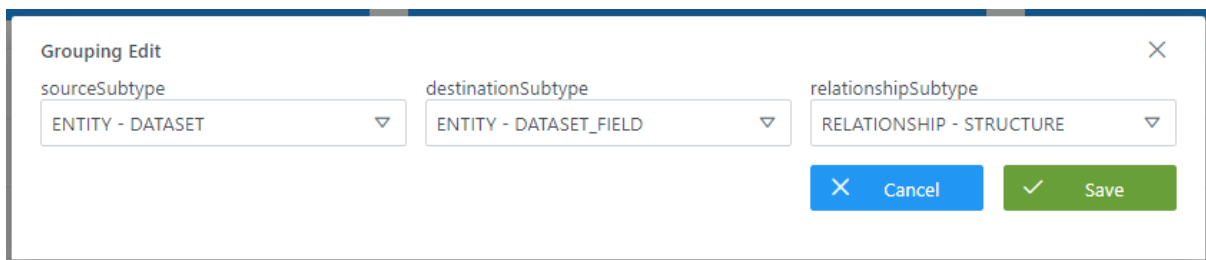 Grouping Edit
sourceSubtype destinationSubtype relationshipSubtype
ENTITY - DATASET ENTITY - DATASET_FIELD RELATIONSHIP - STRUCTURE
Cancel Save